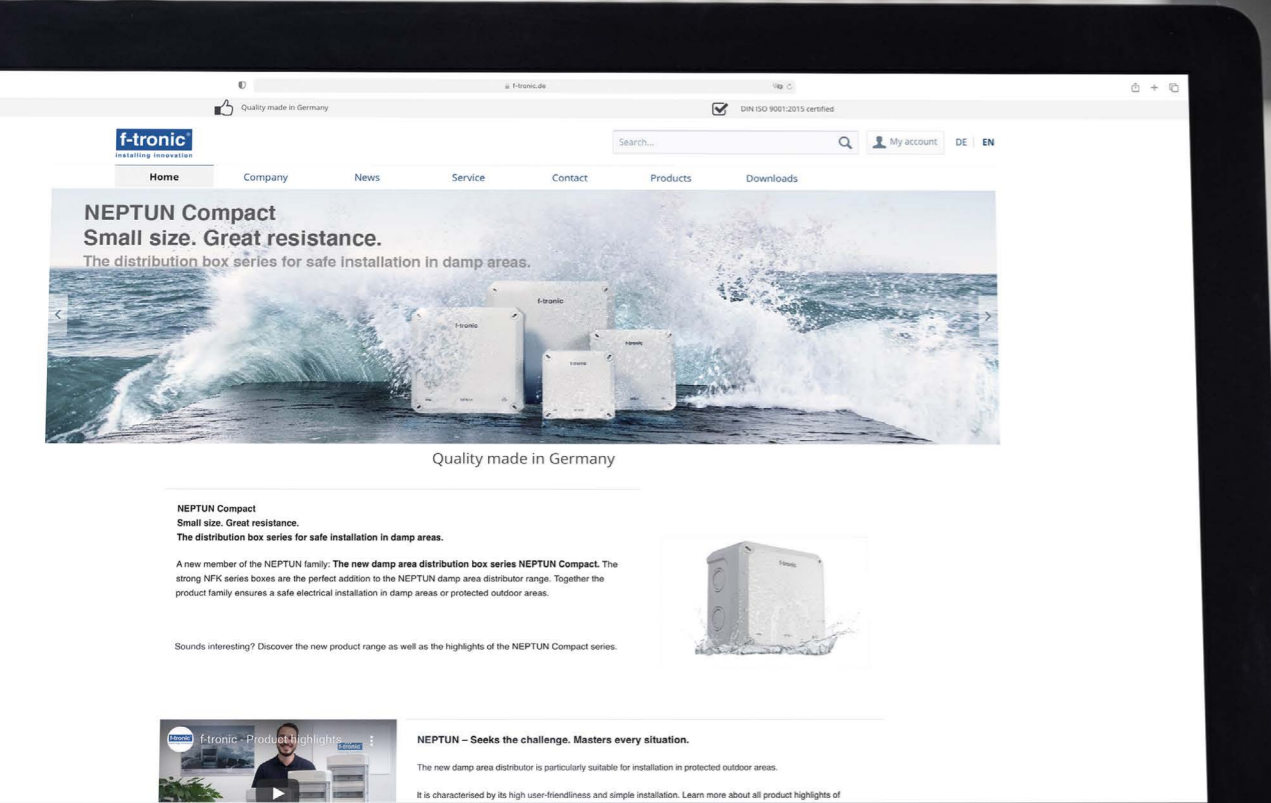 f-tronic.de
Quality made in Germany
DIN ISO 9001:2015 certified
f-tronic®
installing innovation
Search...
My account
DE
EN
Home
Company
News
Service
Contact
Products
Downloads
NEPTUN Compact
Small size. Great resistance.
The distribution box series for safe installation in damp areas.
f-tronic
f-tronic
f-tronic
f-tronic
Quality made in Germany
NEPTUN Compact
Small size. Great resistance.
The distribution box series for safe installation in damp areas.
A new member of the NEPTUN family: The new damp area distribution box series NEPTUN Compact. The
strong NFK series boxes are the perfect addition to the NEPTUN damp area distributor range. Together the
product family ensures a safe electrical installation in damp areas or protected outdoor areas.
f-tronic
Sounds interesting? Discover the new product range as well as the highlights of the NEPTUN Compact series.
f-tronic
f-tronic - Product highlights ...
f-tronic
NEPTUN – Seeks the challenge. Masters every situation.
The new damp area distributor is particularly suitable for installation in protected outdoor areas.
It is characterised by its high user-friendliness and simple installation. Learn more about all product highlights of